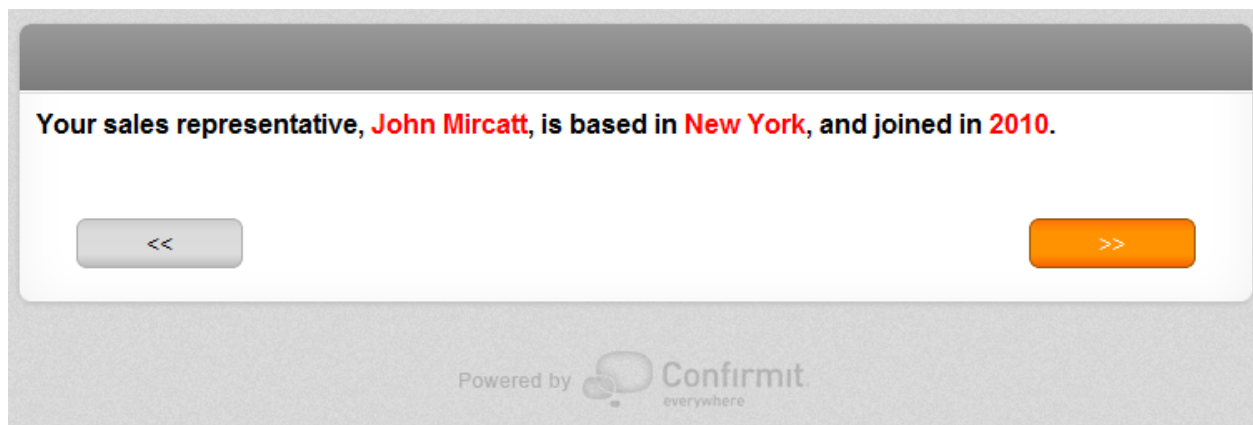 Your sales representative, John Mircatt, is based in New York, and joined in 2010.
<< >>
Powered by Confirmit.
everywhere